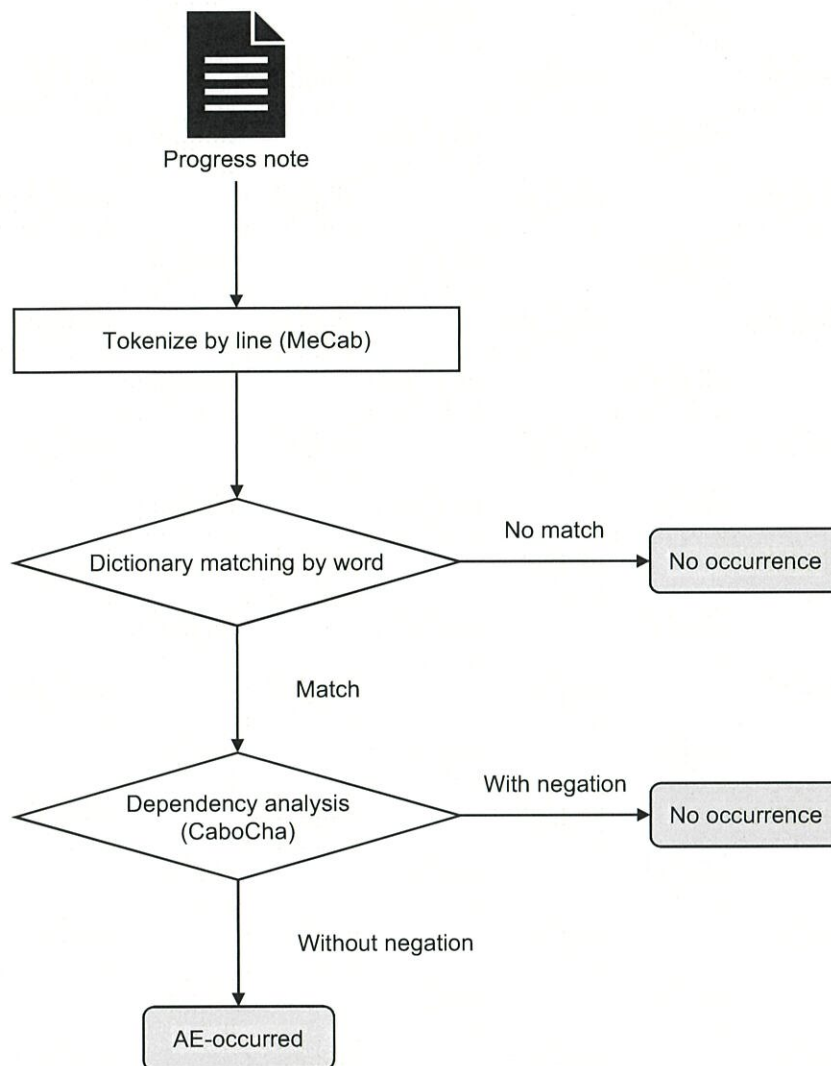 Progress note
Tokenize by line (MeCab)
Dictionary matching by word
No match
No occurrence
Match
Dependency analysis
(CaboCha)
With negation
No occurrence
Without negation
AE-occurred